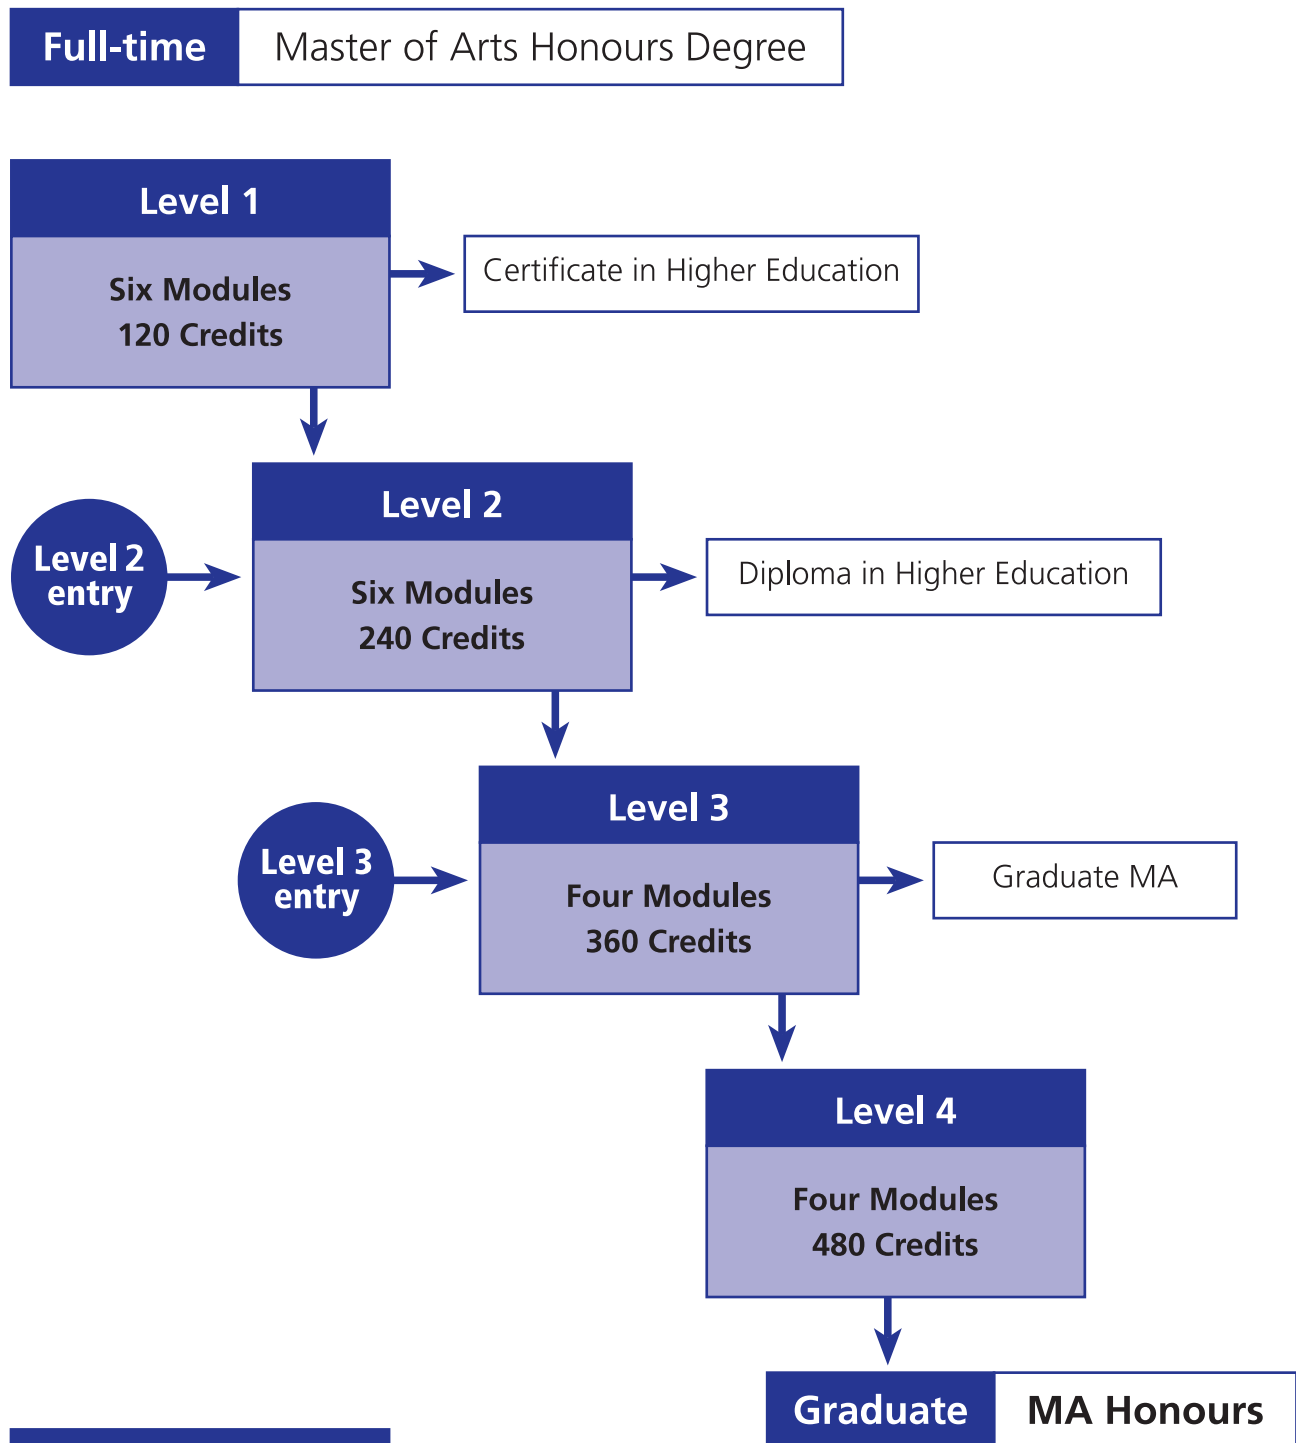 Full-time Master of Arts Honours Degree
Level 1
Six Modules
120 Credits
Certificate in Higher Education
Level 2
entry
Level 2
Six Modules
240 Credits
Diploma in Higher Education
Level 3
entry
Level 3
Four Modules
360 Credits
Graduate MA
Level 4
Four Modules
480 Credits
Graduate MA Honours